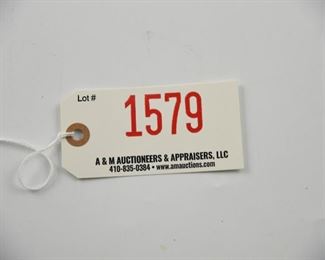 Lot #
1579
A & M AUCTIONEERS & APPRAISERS, LLC
410-835-0384 • www.amauctions.com